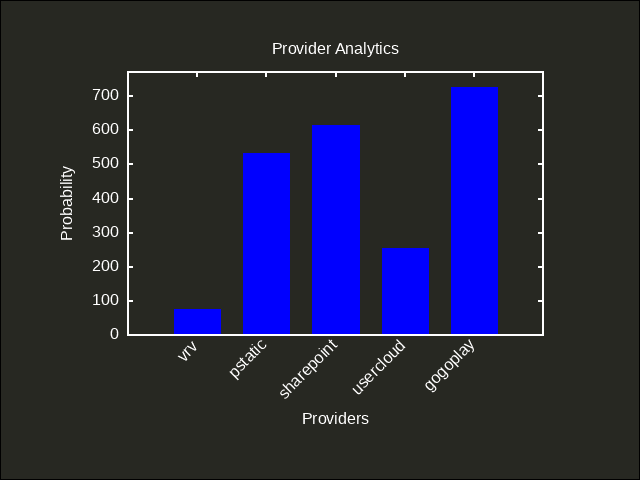 Provider Analytics
Probability
700
600
500
400
300
200
100
0
vrv
pstatic
sharepoint
usercloud
gogoplay
Providers